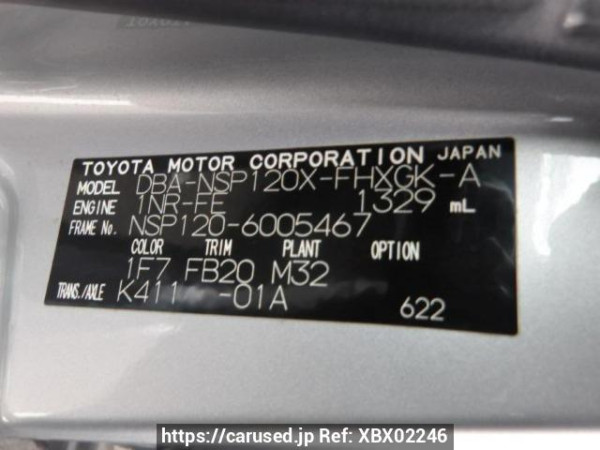 TOYOTA MOTOR CORPORATION JAPAN
MODEL DBA-NSP120X-FHXGK-A
ENGINE 1NR-FE 1329 mL
FRAME No. NSP120-6005467
COLOR TRIM PLANT OPTION
1F7 FB20 M32
TRANS./AXLE K411 -01A
622
https://carused.jp Ref: XBX02246